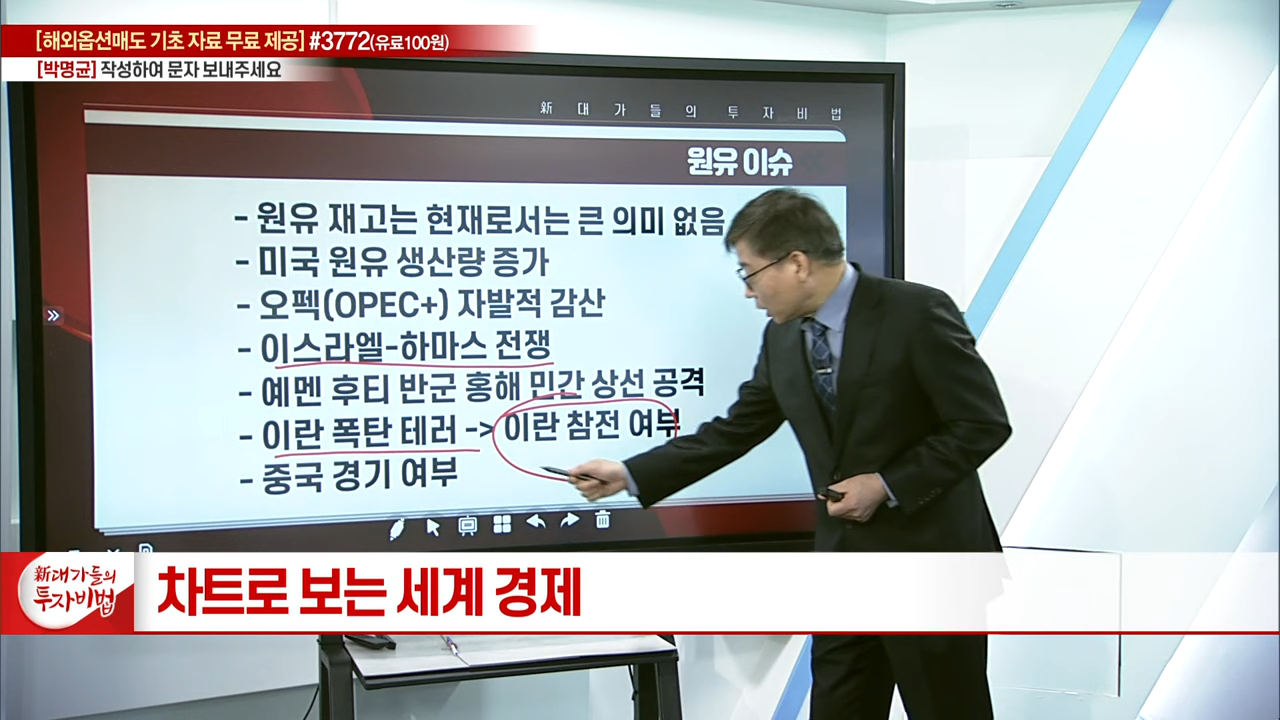 [해외옵션매도 기초 자료 무료 제공] #3772(유료100원)
[박명균] 작성하여 문자 보내주세요
新 대가들의 투자비법
원유 이슈
- 원유 재고는 현재로서는 큰 의미 없음
- 미국 원유 생산량 증가
- 오펙(OPEC+) 자발적 감산
- 이스라엘-하마스 전쟁
- 예멘 후티 반군 홍해 민간 상선 공격
- 이란 폭탄 테러 -> 이란 참전 여부
- 중국 경기 여부
新대가들의
투자비법
차트로 보는 세계 경제